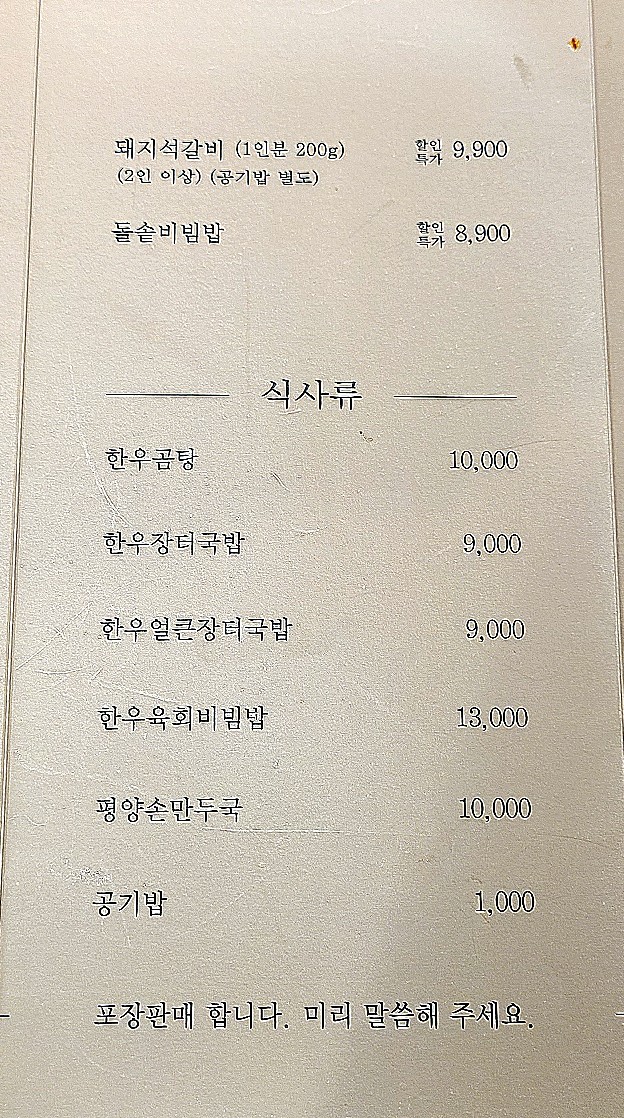 돼지석갈비 (1인분 200g) 할인특가 9,900
(2인 이상) (공기밥 별도)
돌솥비빔밥 할인특가 8,900
식사류
한우곰탕 10,000
한우장터국밥 9,000
한우얼큰장터국밥 9,000
한우육회비빔밥 13,000
평양손만두국 10,000
공기밥 1,000
포장판매 합니다. 미리 말씀해 주세요.